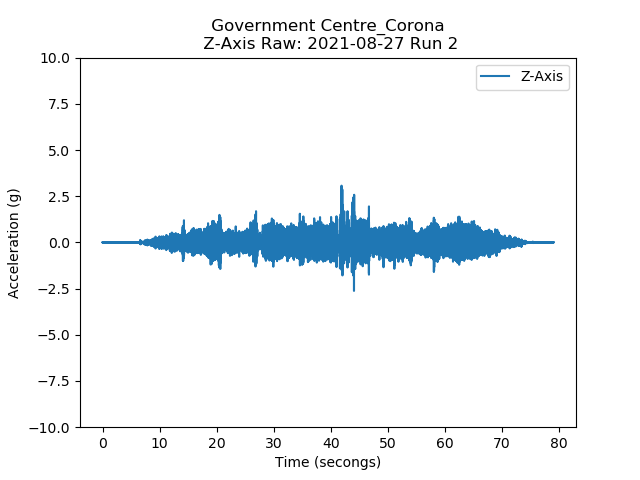 Government Centre_Corona
Z-Axis Raw: 2021-08-27 Run 2
Z-Axis
10.0
7.5
5.0
2.5
0.0
−2.5
−5.0
−7.5
−10.0
Acceleration (g)
0 10 20 30 40 50 60 70 80
Time (secongs)